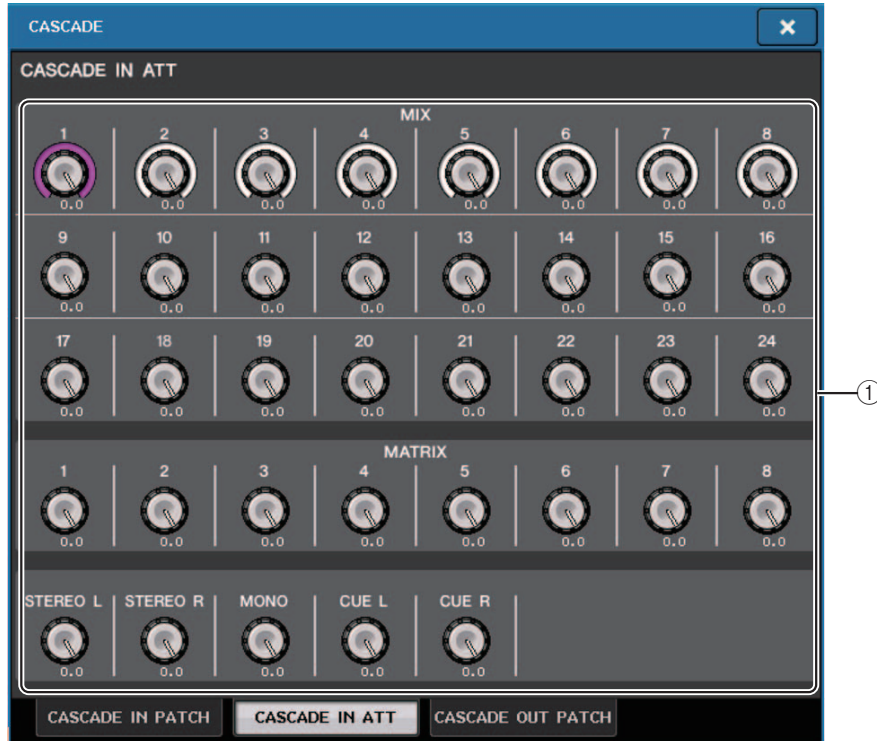 CASCADE
CASCADE IN ATT
MIX
1 2 3 4 5 6 7 8
0.0 0.0 0.0 0.0 0.0 0.0 0.0 0.0
9 10 11 12 13 14 15 16
0.0 0.0 0.0 0.0 0.0 0.0 0.0 0.0
17 18 19 20 21 22 23 24
0.0 0.0 0.0 0.0 0.0 0.0 0.0 0.0
①
MATRIX
1 2 3 4 5 6 7 8
0.0 0.0 0.0 0.0 0.0 0.0 0.0 0.0
STEREO L STEREO R MONO CUE L CUE R
0.0 0.0 0.0 0.0 0.0
CASCADE IN PATCH CASCADE IN ATT CASCADE OUT PATCH